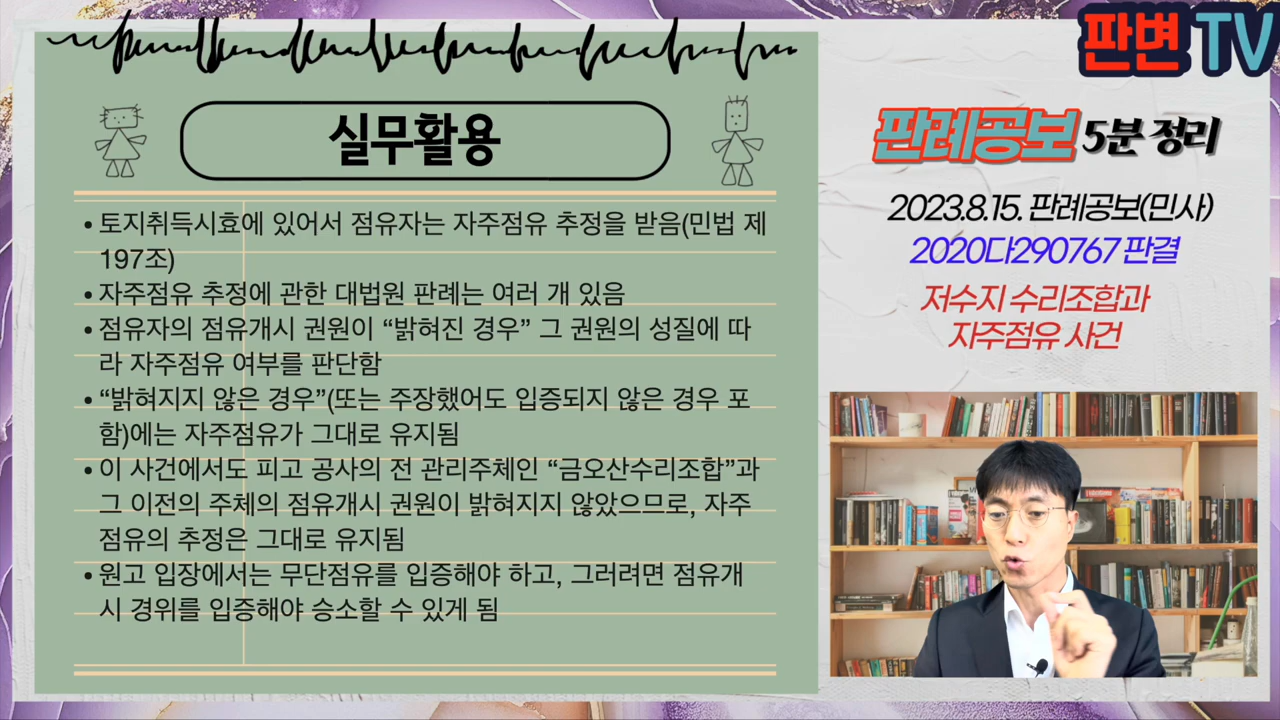 판변 TV
실무활용
• 토지취득시효에 있어서 점유자는 자주점유 추정을 받음(민법 제
197조)
• 자주점유 추정에 관한 대법원 판례는 여러 개 있음
• 점유자의 점유개시 권원이 “밝혀진 경우” 그 권원의 성질에 따
라 자주점유 여부를 판단함
• “밝혀지지 않은 경우”(또는 주장했어도 입증되지 않은 경우 포
함)에는 자주점유가 그대로 유지됨
• 이 사건에서도 피고 공사의 전 관리주체인 “금오산수리조합”과
그 이전의 주체의 점유개시 권원이 밝혀지지 않았으므로, 자주
점유의 추정은 그대로 유지됨
• 원고 입장에서는 무단점유를 입증해야 하고, 그러려면 점유개
시 경위를 입증해야 승소할 수 있게 됨
판례공보 5분 정리
2023.8.15. 판례공보(민사)
2020다290767 판결
저수지 수리조합과
자주점유 사건